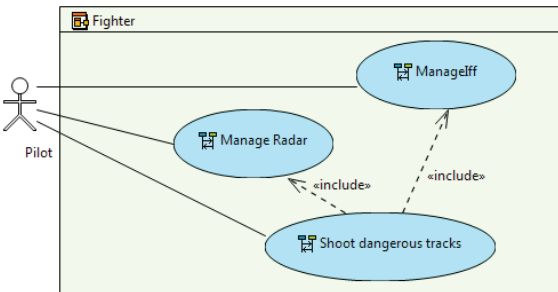 Fighter
ManageIff
Manage Radar
Pilot
«include»
«include»
Shoot dangerous tracks